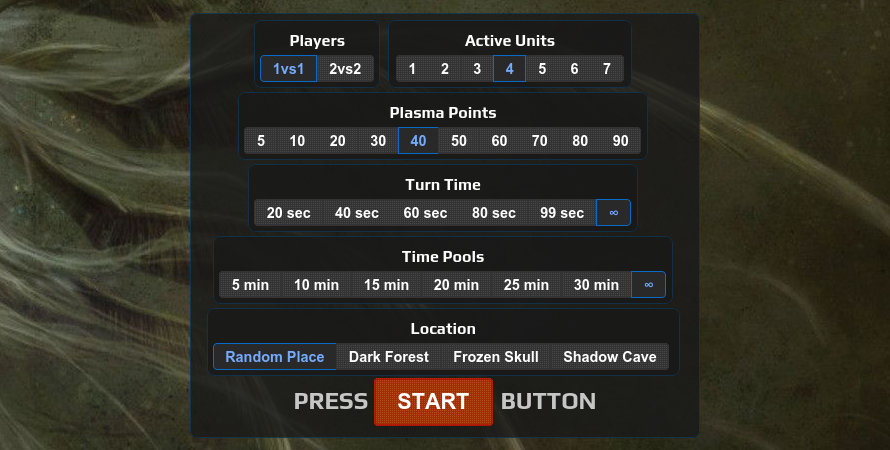 Players Active Units
1vs1 2vs2 1 2 3 4 5 6 7
Plasma Points
5 10 20 30 40 50 60 70 80 90
Turn Time
20 sec 40 sec 60 sec 80 sec 99 sec ∞
Time Pools
5 min 10 min 15 min 20 min 25 min 30 min ∞
Location
Random Place Dark Forest Frozen Skull Shadow Cave
PRESS START BUTTON